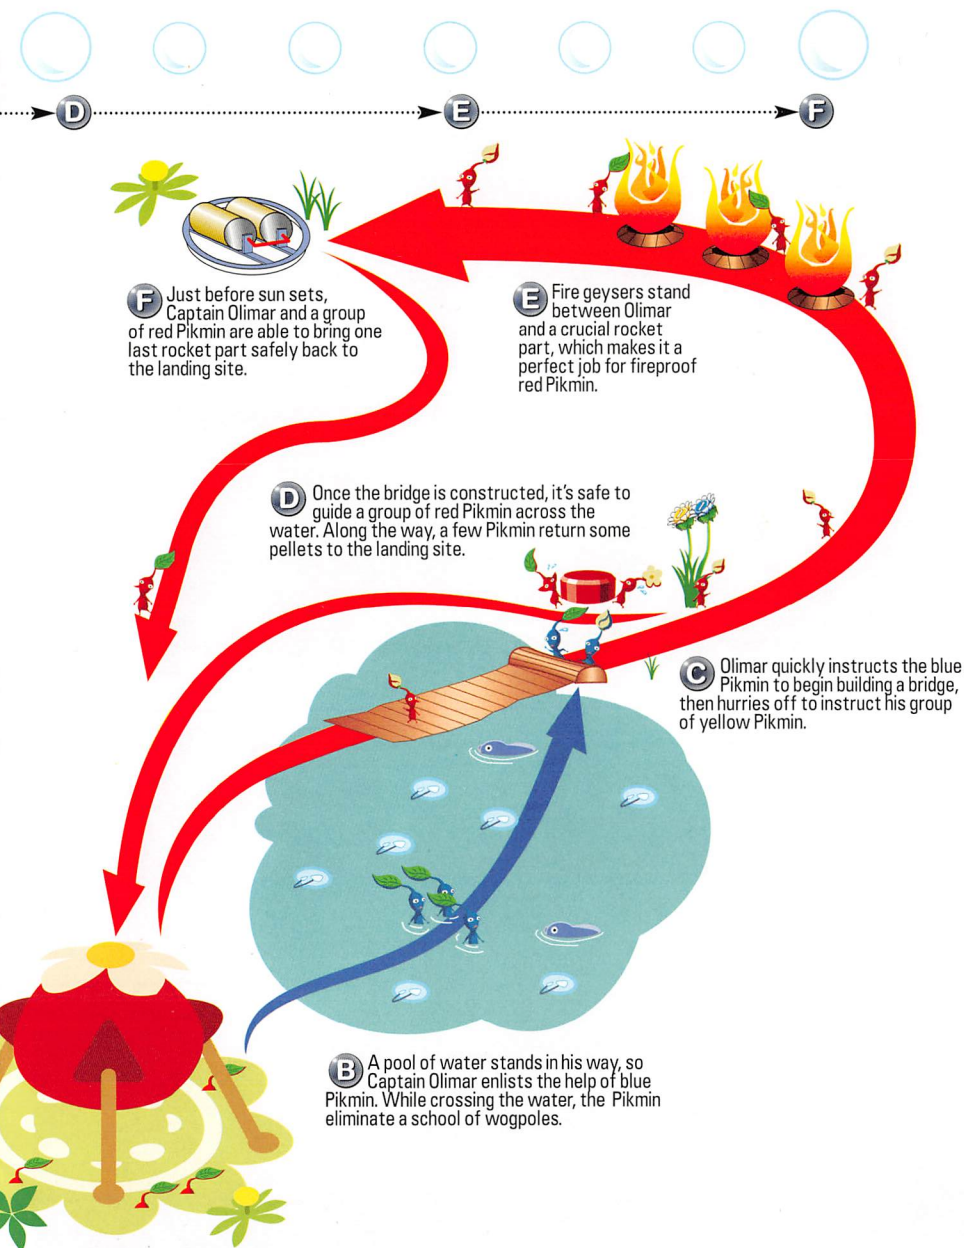 D E F
F Just before sun sets,
Captain Olimar and a group
of red Pikmin are able to bring one
last rocket part safely back to
the landing site.
E Fire geysers stand
between Olimar
and a crucial rocket
part, which makes it a
perfect job for fireproof
red Pikmin.
D Once the bridge is constructed, it's safe to
guide a group of red Pikmin across the
water. Along the way, a few Pikmin return some
pellets to the landing site.
C Olimar quickly instructs the blue
Pikmin to begin building a bridge,
then hurries off to instruct his group
of yellow Pikmin.
B A pool of water stands in his way, so
Captain Olimar enlists the help of blue
Pikmin. While crossing the water, the Pikmin
eliminate a school of wogpoles.